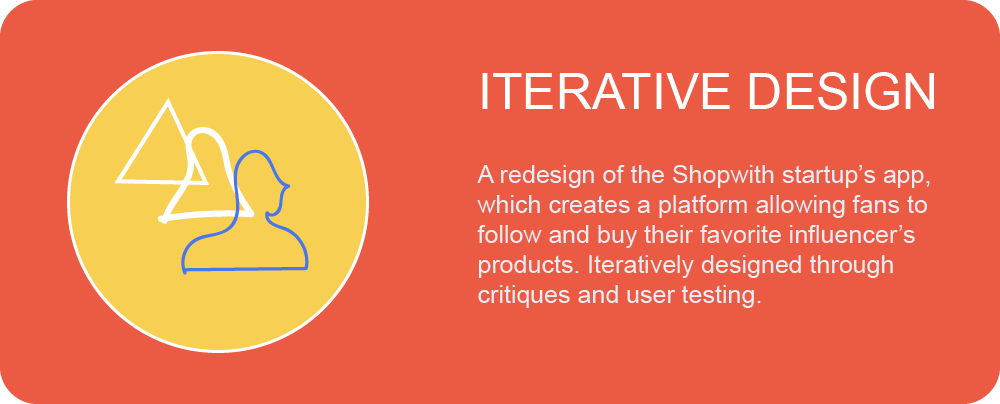 ITERATIVE DESIGN
A redesign of the Shopwith startup’s app,
which creates a platform allowing fans to
follow and buy their favorite influencer’s
products. Iteratively designed through
critiques and user testing.